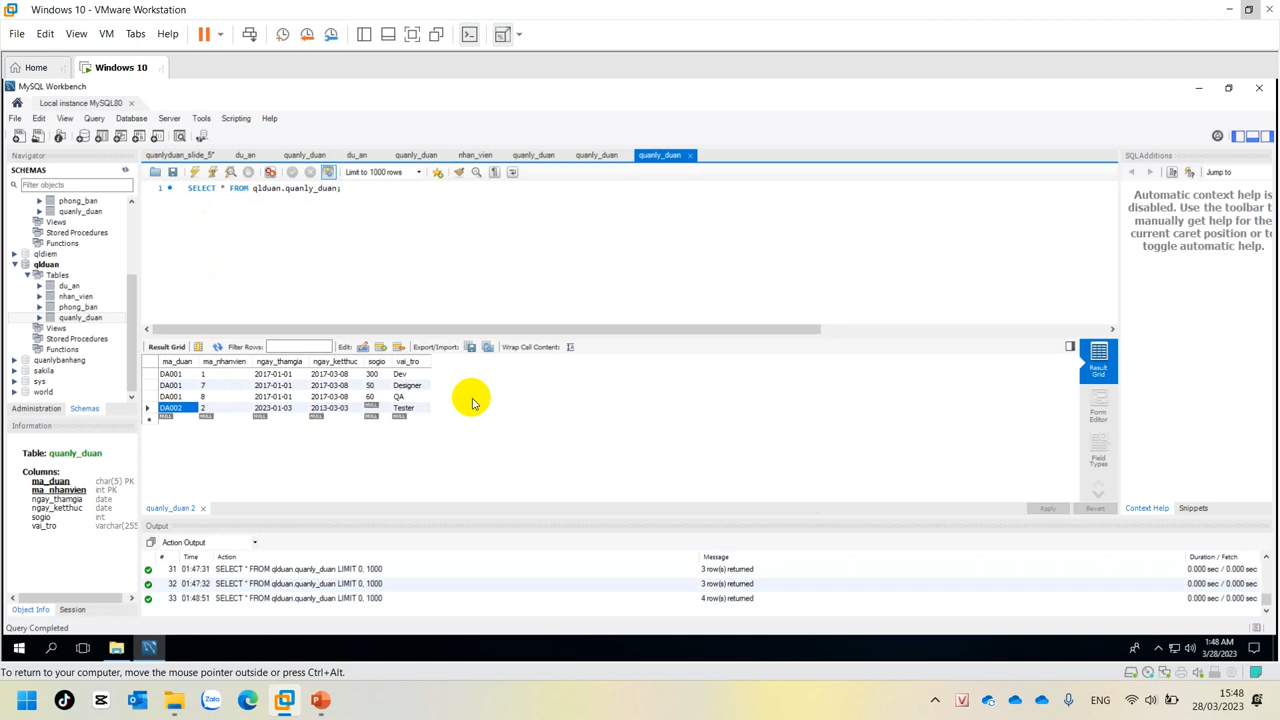 Windows 10 - VMware Workstation
File Edit View VM Tabs Help
Home Windows 10
MySQL Workbench
Local instance MySQL80
File Edit View Query Database Server Tools Scripting Help
Navigator
SCHEMAS
Filter objects
phong_ban
quanly_duan
Views
Stored Procedures
Functions
qldiem
qlduan
Tables
du_an
nhan_vien
phong_ban
quanly_duan
Views
Stored Procedures
Functions
quanlybanhang
sakila
sys
world
Administration Schemas
Information
Table: quanly_duan
Columns:
ma_duan char(5) PK
ma_nhanvien int PK
ngay_thamgia date
ngay_ketthuc date
sogio int
vai_tro varchar(255
Object Info Session
Query Completed
quanlyduan_slide_5* du_an quanly_duan du_an quanly_duan nhan_vien quanly_duan quanly_duan quanly_duan
Limit to 1000 rows
1 SELECT * FROM qlduan.quanly_duan;
Result Grid Filter Rows: Edit: Export/Import: Wrap Cell Content:
ma_duan ma_nhanvien ngay_thamgia ngay_ketthuc sogio vai_tro
DA001 1 2017-01-01 2017-03-08 300 Dev
DA001 7 2017-01-01 2017-03-08 50 Designer
DA001 8 2017-01-01 2017-03-08 60 QA
DA002 2 2023-01-03 2013-03-03 NULL Tester
NULL NULL NULL NULL NULL NULL
Result Grid
Form Editor
Field Types
quanly_duan 2 Apply Revert
Output
Action Output
# Time Action Message Duration / Fetch
31 01:47:31 SELECT * FROM qlduan.quanly_duan LIMIT 0, 1000 3 row(s) returned 0.000 sec / 0.000 sec
32 01:47:32 SELECT * FROM qlduan.quanly_duan LIMIT 0, 1000 3 row(s) returned 0.000 sec / 0.000 sec
33 01:48:51 SELECT * FROM qlduan.quanly_duan LIMIT 0, 1000 4 row(s) returned 0.000 sec / 0.000 sec
SQLAdditions
Jump to
Automatic context help is
disabled. Use the toolbar t
manually get help for the
current caret position or to
toggle automatic help.
Context Help Snippets
1:48 AM
3/28/2023
To return to your computer, move the mouse pointer outside or press Ctrl+Alt.
Zalo
ENG
15:48
28/03/2023